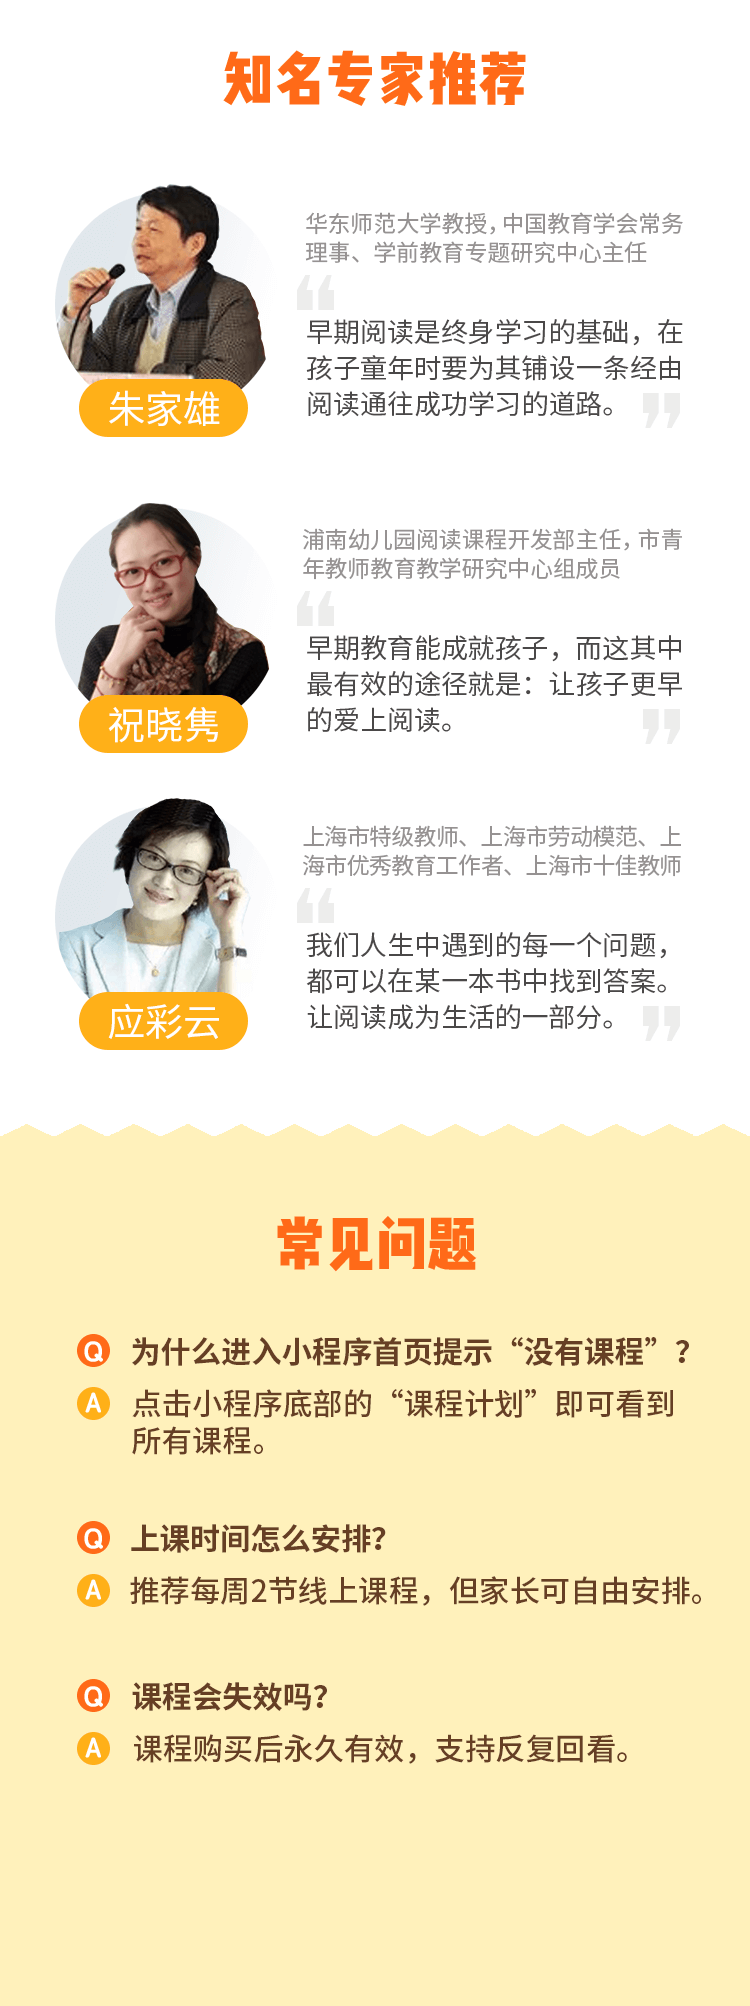 知名专家推荐
华东师范大学教授，中国教育学会常务
理事、学前教育专题研究中心主任
“
早期阅读是终身学习的基础，在
孩子童年时要为其铺设一条经由
阅读通往成功学习的道路。
”
朱家雄
浦南幼儿园阅读课程开发部主任，市青
年教师教育教学研究中心组成员
“
早期教育能成就孩子，而这其中
最有效的途径就是：让孩子更早
的爱上阅读。
”
祝晓隽
上海市特级教师、上海市劳动模范、上
海市优秀教育工作者、上海市十佳教师
“
我们人生中遇到的每一个问题，
都可以在某一本书中找到答案。
让阅读成为生活的一部分。
”
应彩云
常见问题
Q 为什么进入小程序首页提示“没有课程”？
A 点击小程序底部的“课程计划”即可看到
所有课程。
Q 上课时间怎么安排?
A 推荐每周2节线上课程，但家长可自由安排。
Q 课程会失效吗?
A 课程购买后永久有效，支持反复回看。